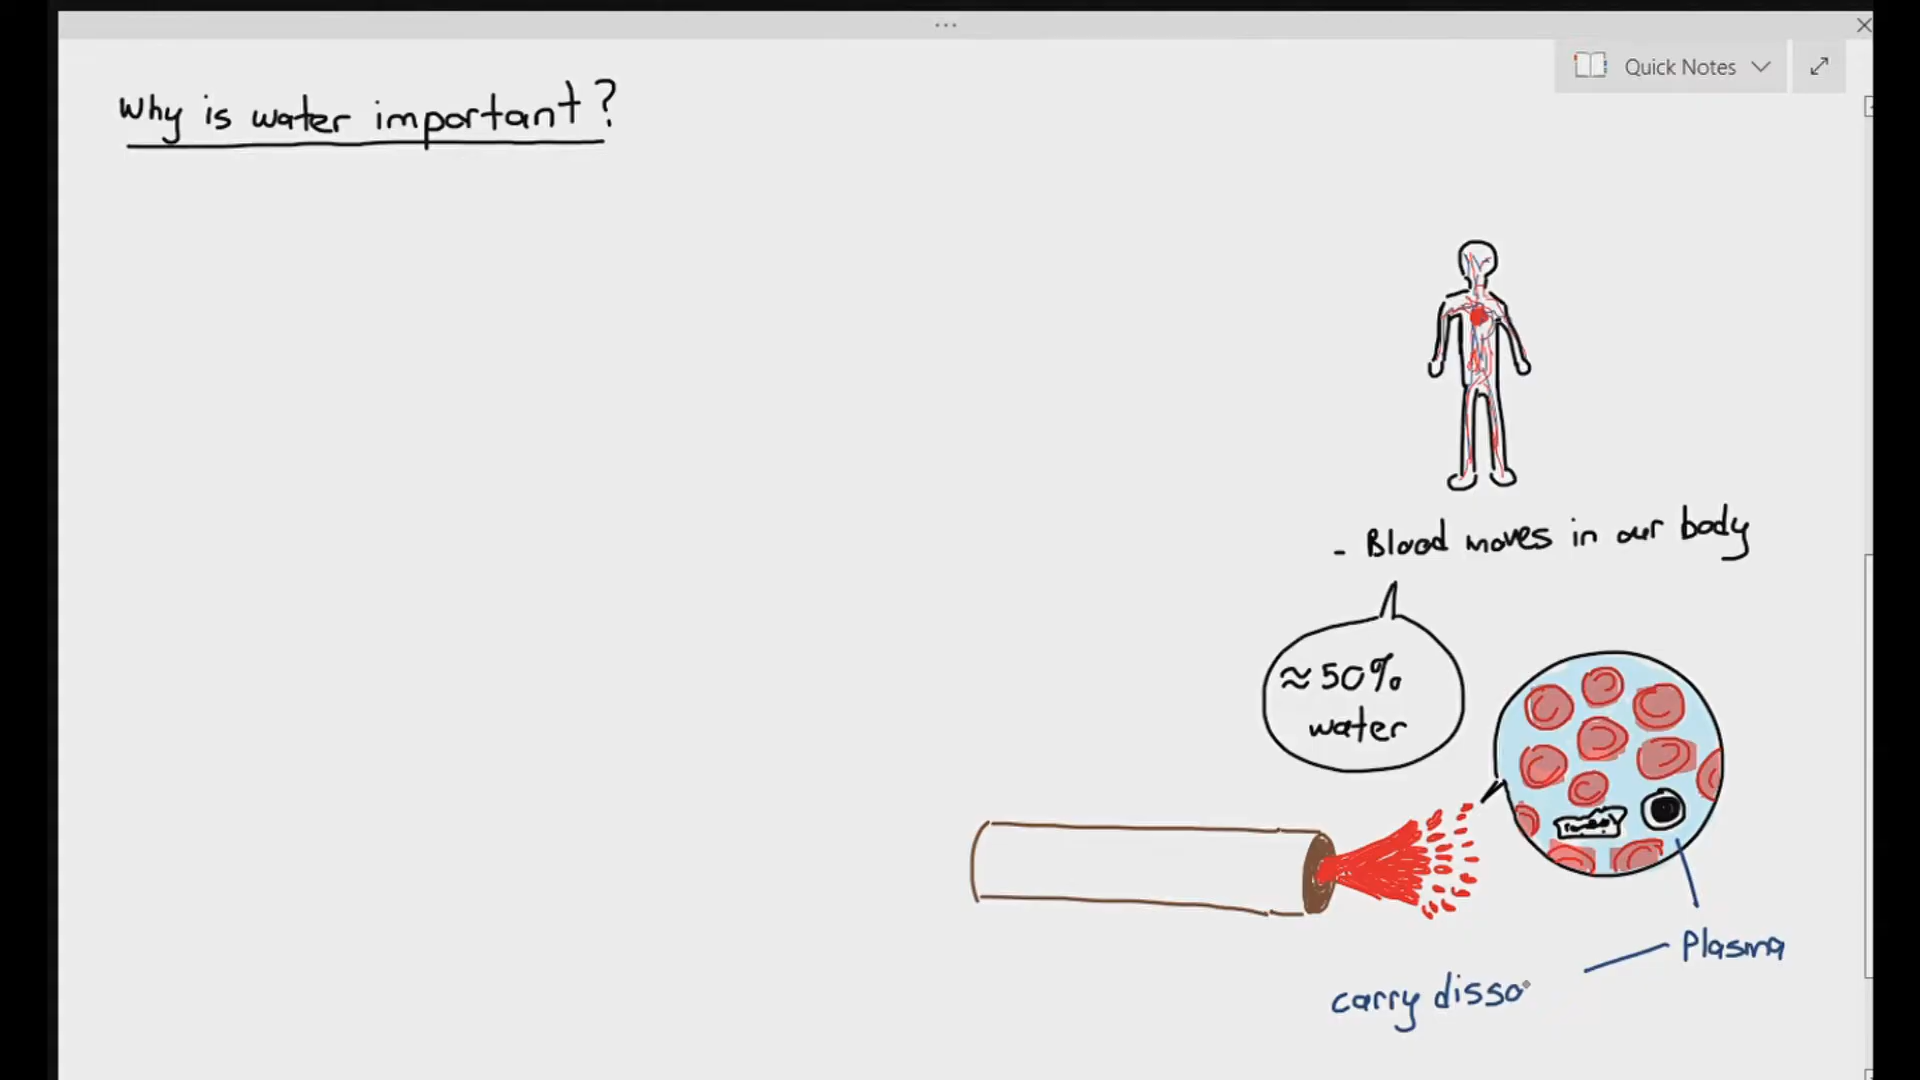 Quick Notes
Why is water important?
- Blood moves in our body
≈50%
water
Plasma
carry disso